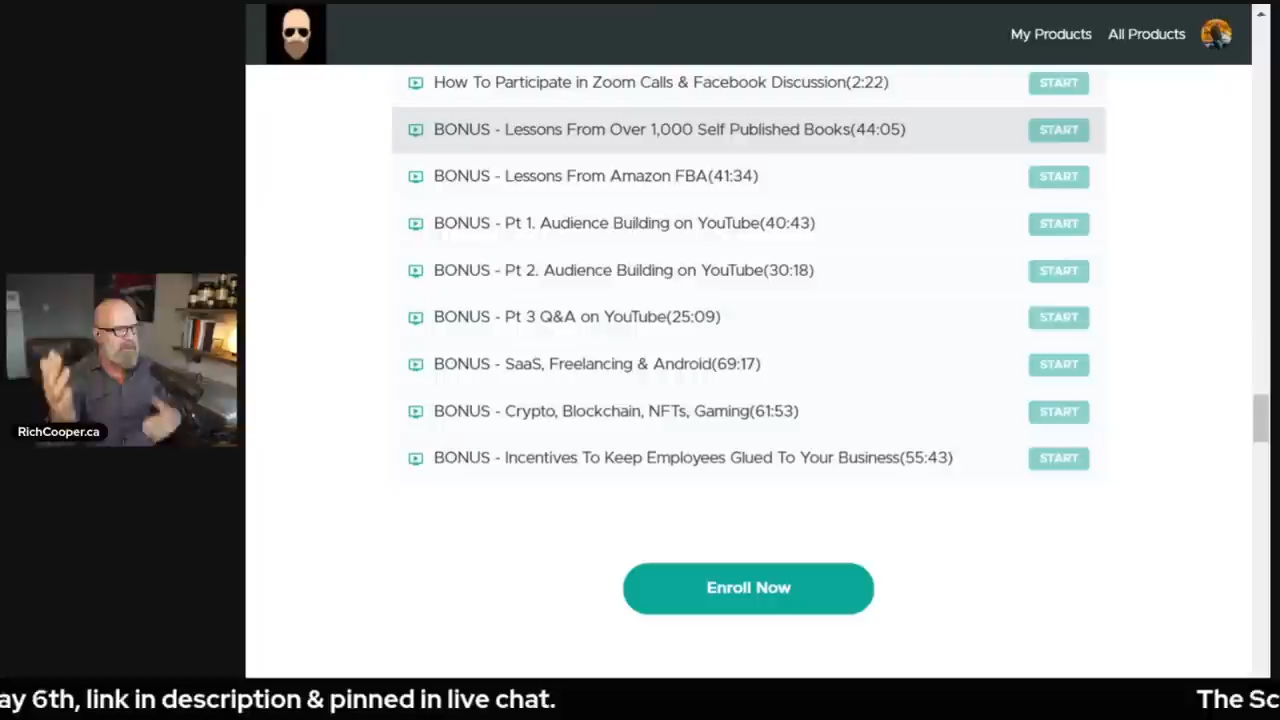 My Products All Products
How To Participate in Zoom Calls & Facebook Discussion(2:22) START
BONUS - Lessons From Over 1,000 Self Published Books(44:05) START
BONUS - Lessons From Amazon FBA(41:34) START
BONUS - Pt 1. Audience Building on YouTube(40:43) START
BONUS - Pt 2. Audience Building on YouTube(30:18) START
BONUS - Pt 3 Q&A on YouTube(25:09) START
BONUS - SaaS, Freelancing & Android(69:17) START
BONUS - Crypto, Blockchain, NFTs, Gaming(61:53) START
RichCooper.ca
BONUS - Incentives To Keep Employees Glued To Your Business(55:43) START
Enroll Now
ay 6th, link in description & pinned in live chat. The Sc